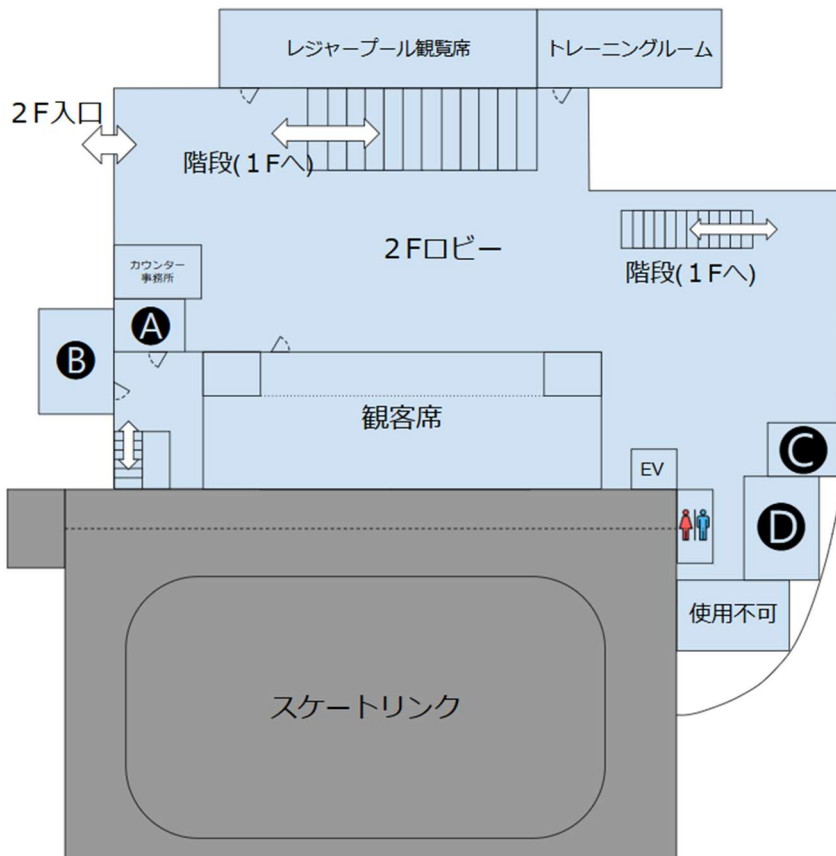 レジャープール観覧席
トレーニングルーム
2F入口
階段(1Fへ)
2Fロビー
階段(1Fへ)
カウンター
事務所
A
B
観客席
C
EV
D
使用不可
スケートリンク